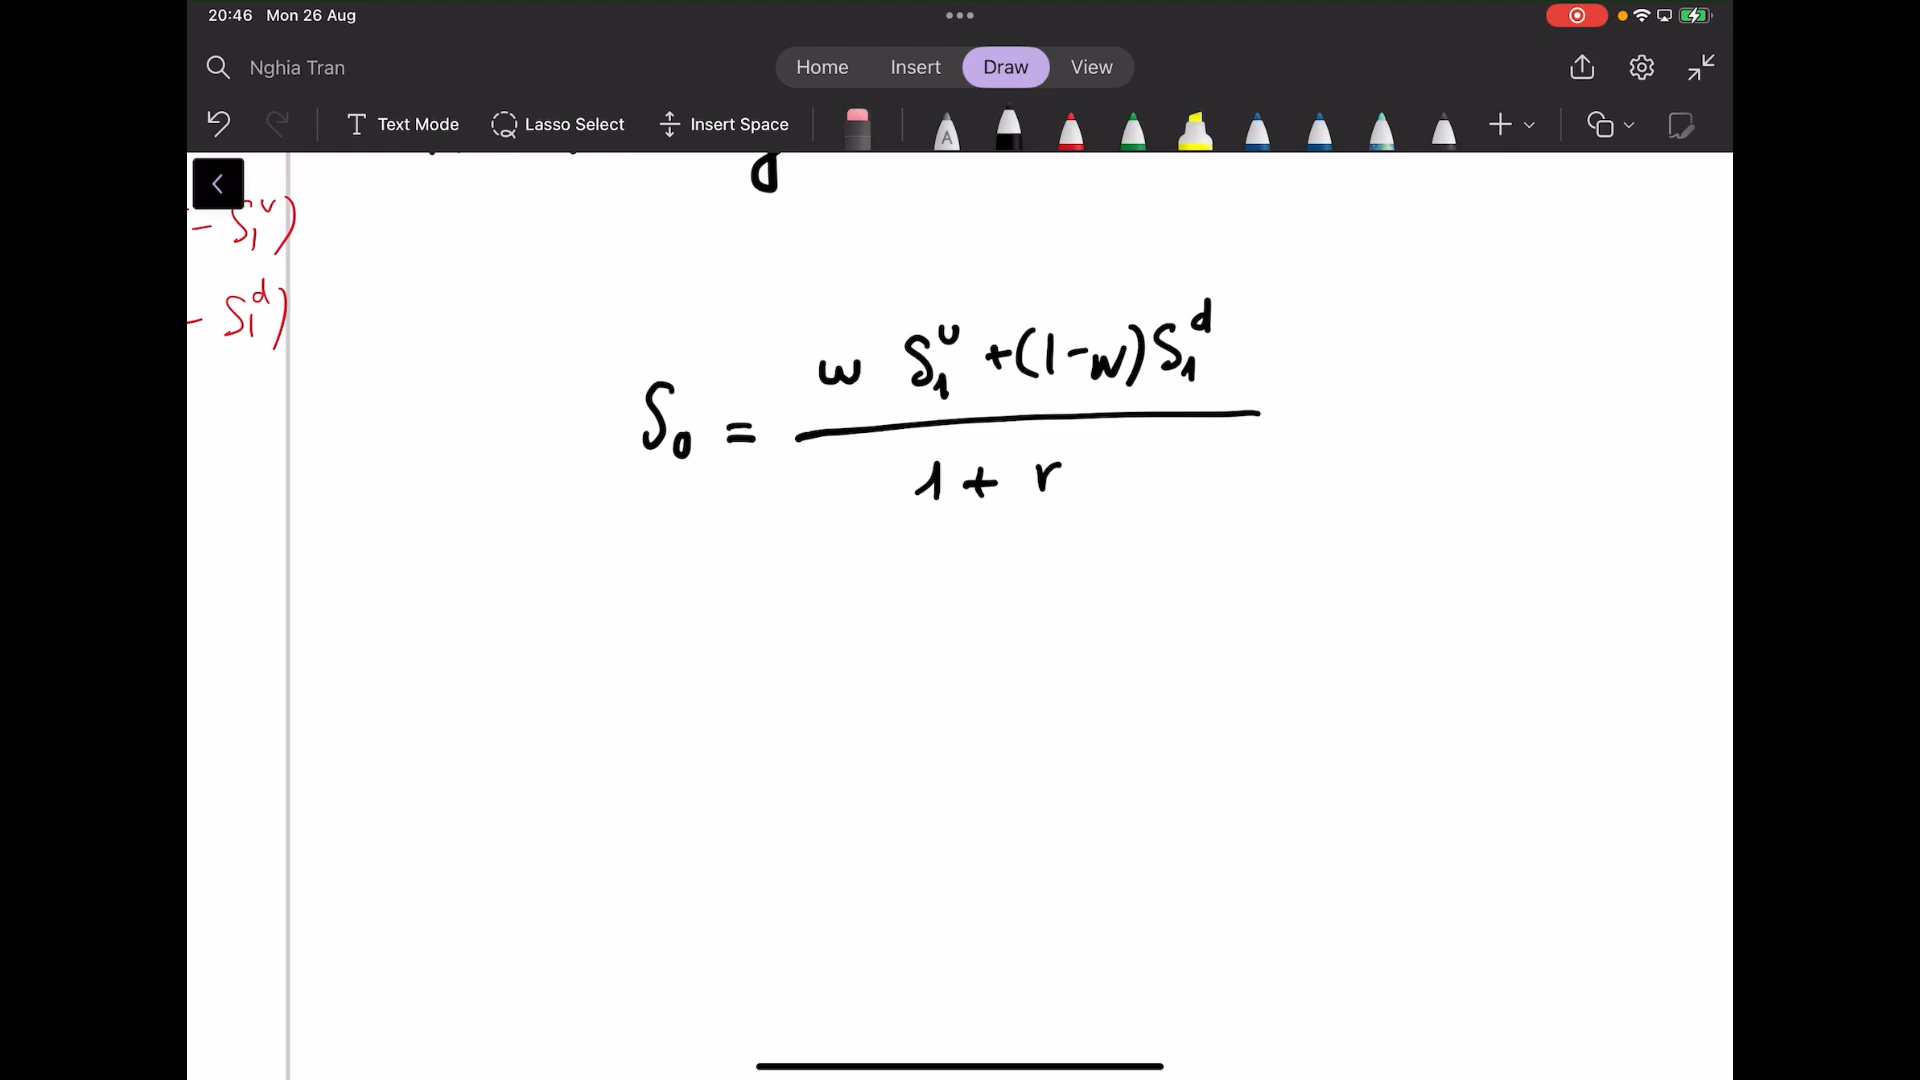 20:46 Mon 26 Aug
Nghia Tran
Home Insert Draw View
Text Mode Lasso Select Insert Space
A
- S₁ᵘ)
- S₁ᵈ)
S₀ = (w S₁ᵘ + (1-w) S₁ᵈ) / (1 + r)